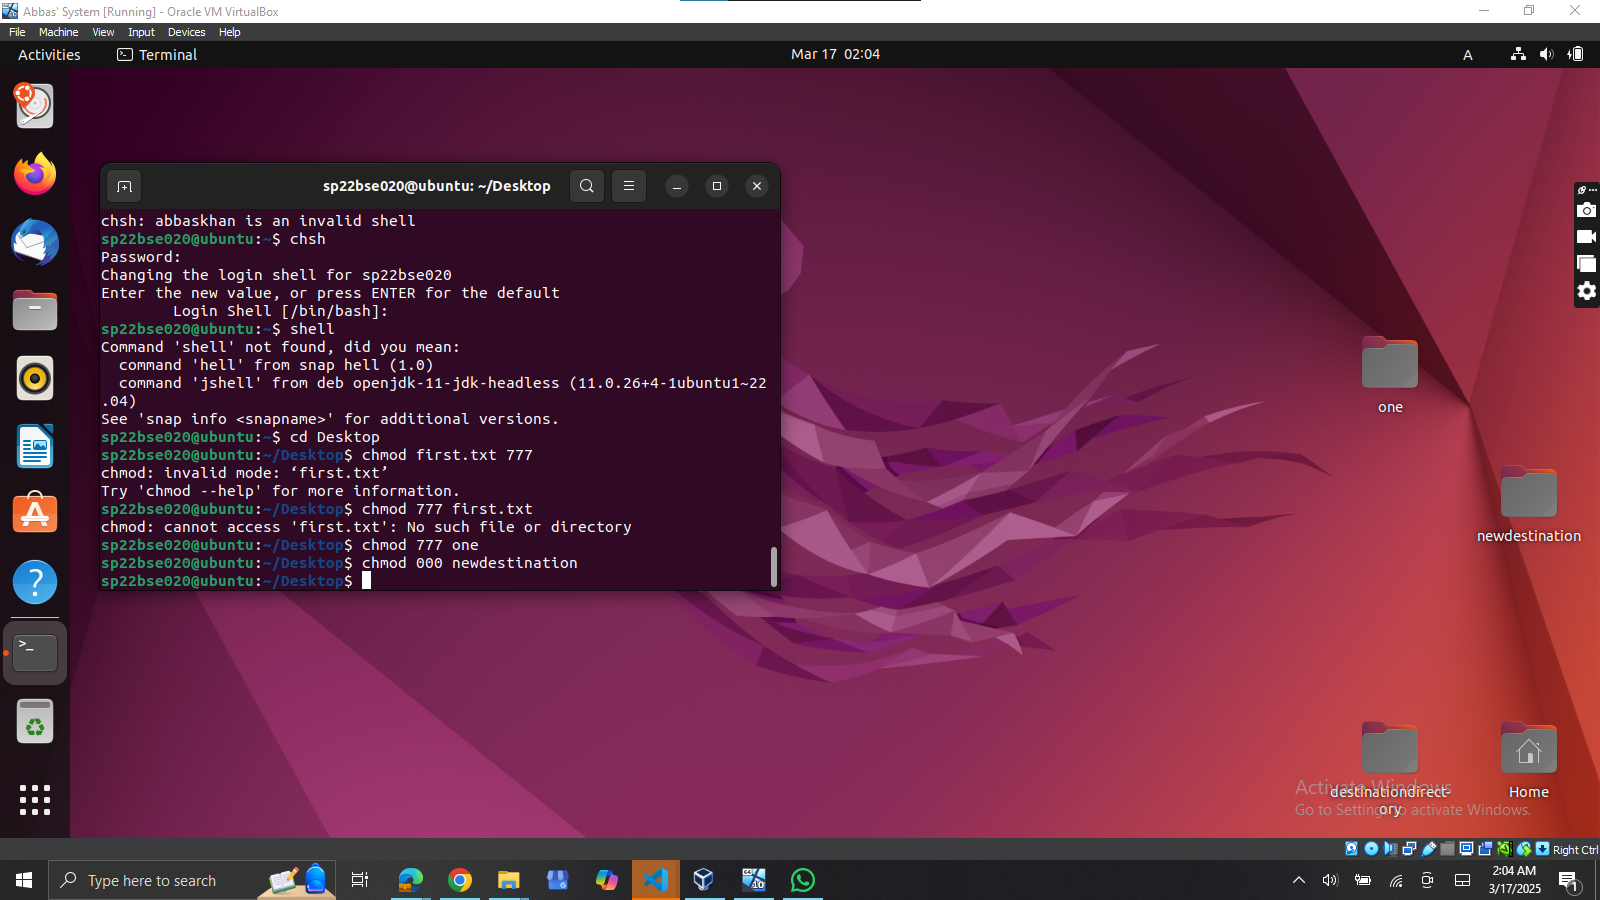 Abbas' System [Running] - Oracle VM VirtualBox
File Machine View Input Devices Help
Activities Terminal Mar 17 02:04 A
sp22bse020@ubuntu: ~/Desktop
chsh: abbaskhan is an invalid shell
sp22bse020@ubuntu:~$ chsh
Password:
Changing the login shell for sp22bse020
Enter the new value, or press ENTER for the default
Login Shell [/bin/bash]:
sp22bse020@ubuntu:~$ shell
Command 'shell' not found, did you mean:
command 'hell' from snap hell (1.0)
command 'jshell' from deb openjdk-11-jdk-headless (11.0.26+4-1ubuntu1~22
.04)
See 'snap info <snapname>' for additional versions.
sp22bse020@ubuntu:~$ cd Desktop
sp22bse020@ubuntu:~/Desktop$ chmod first.txt 777
chmod: invalid mode: ‘first.txt’
Try 'chmod --help' for more information.
sp22bse020@ubuntu:~/Desktop$ chmod 777 first.txt
chmod: cannot access 'first.txt': No such file or directory
sp22bse020@ubuntu:~/Desktop$ chmod 777 one
sp22bse020@ubuntu:~/Desktop$ chmod 000 newdestination
sp22bse020@ubuntu:~/Desktop$
one
newdestination
destinationdirect-
ory
Home
Activate Windows
Go to Settings to activate Windows.
Right Ctrl
Type here to search
2:04 AM
3/17/2025
1